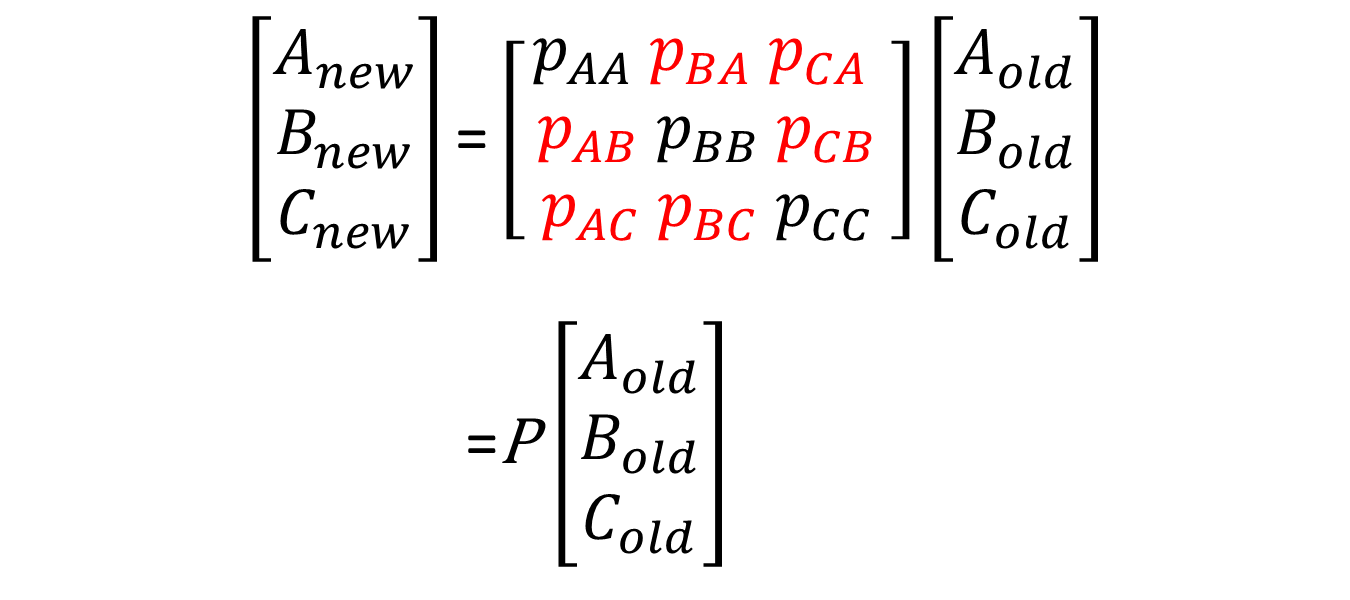 [A_new] = [p_AA p_BA p_CA] [A_old]
[B_new]   [p_AB p_BB p_CB] [B_old]
[C_new]   [p_AC p_BC p_CC] [C_old]
= P [A_old]
    [B_old]
    [C_old]